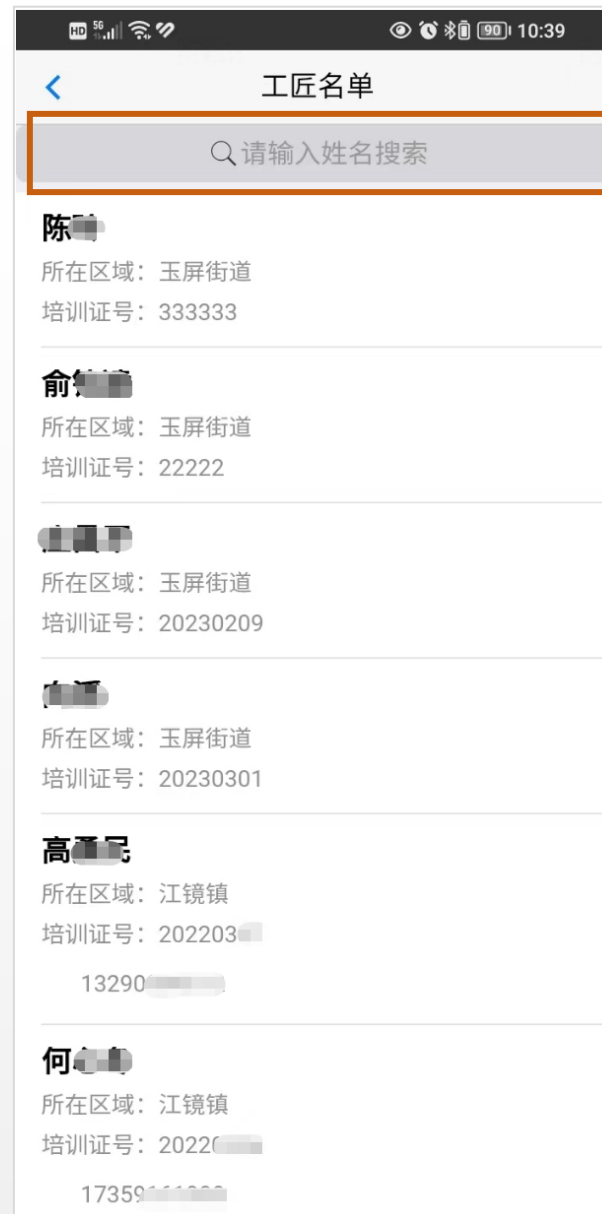 HD 5G 90 10:39
工匠名单
请输入姓名搜索
陈
所在区域：玉屏街道
培训证号：333333
俞
所在区域：玉屏街道
培训证号：22222
所在区域：玉屏街道
培训证号：20230209
所在区域：玉屏街道
培训证号：20230301
高
所在区域：江镜镇
培训证号：202203
13290
何
所在区域：江镜镇
培训证号：2022
17359